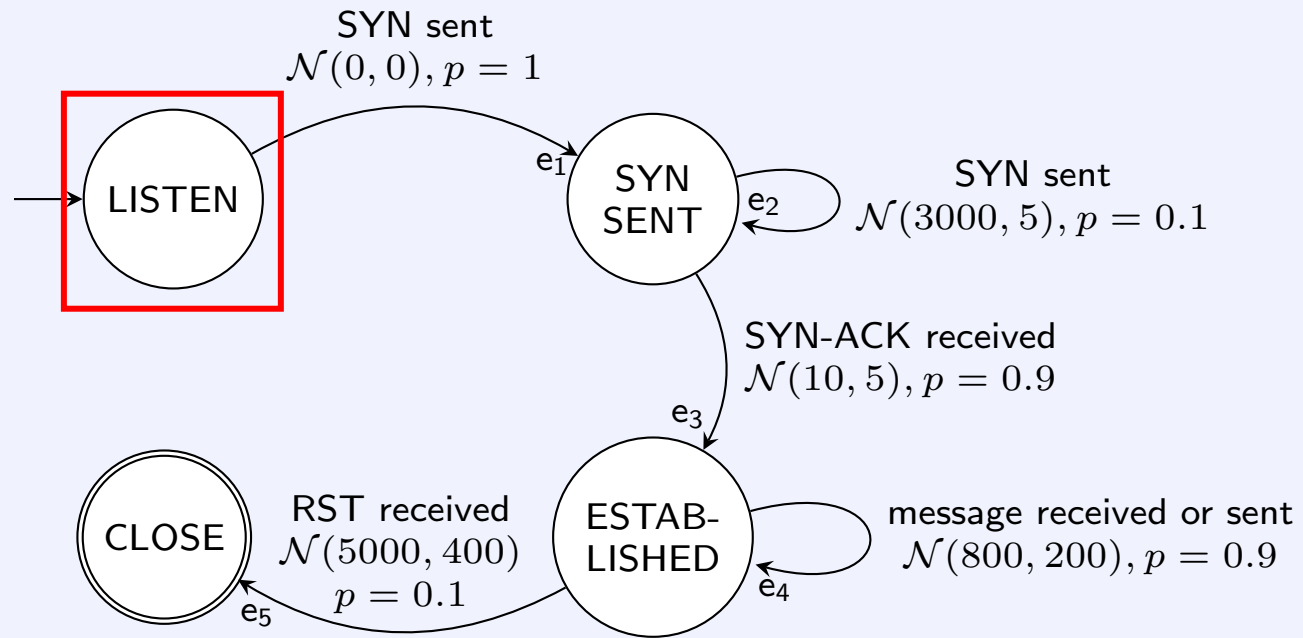 SYN sent
𝒩(0, 0), p = 1
LISTEN
e₁
SYN
SENT
e₂
SYN sent
𝒩(3000, 5), p = 0.1
SYN-ACK received
𝒩(10, 5), p = 0.9
e₃
CLOSE
RST received
𝒩(5000, 400)
p = 0.1
e₅
ESTAB-
LISHED
e₄
message received or sent
𝒩(800, 200), p = 0.9